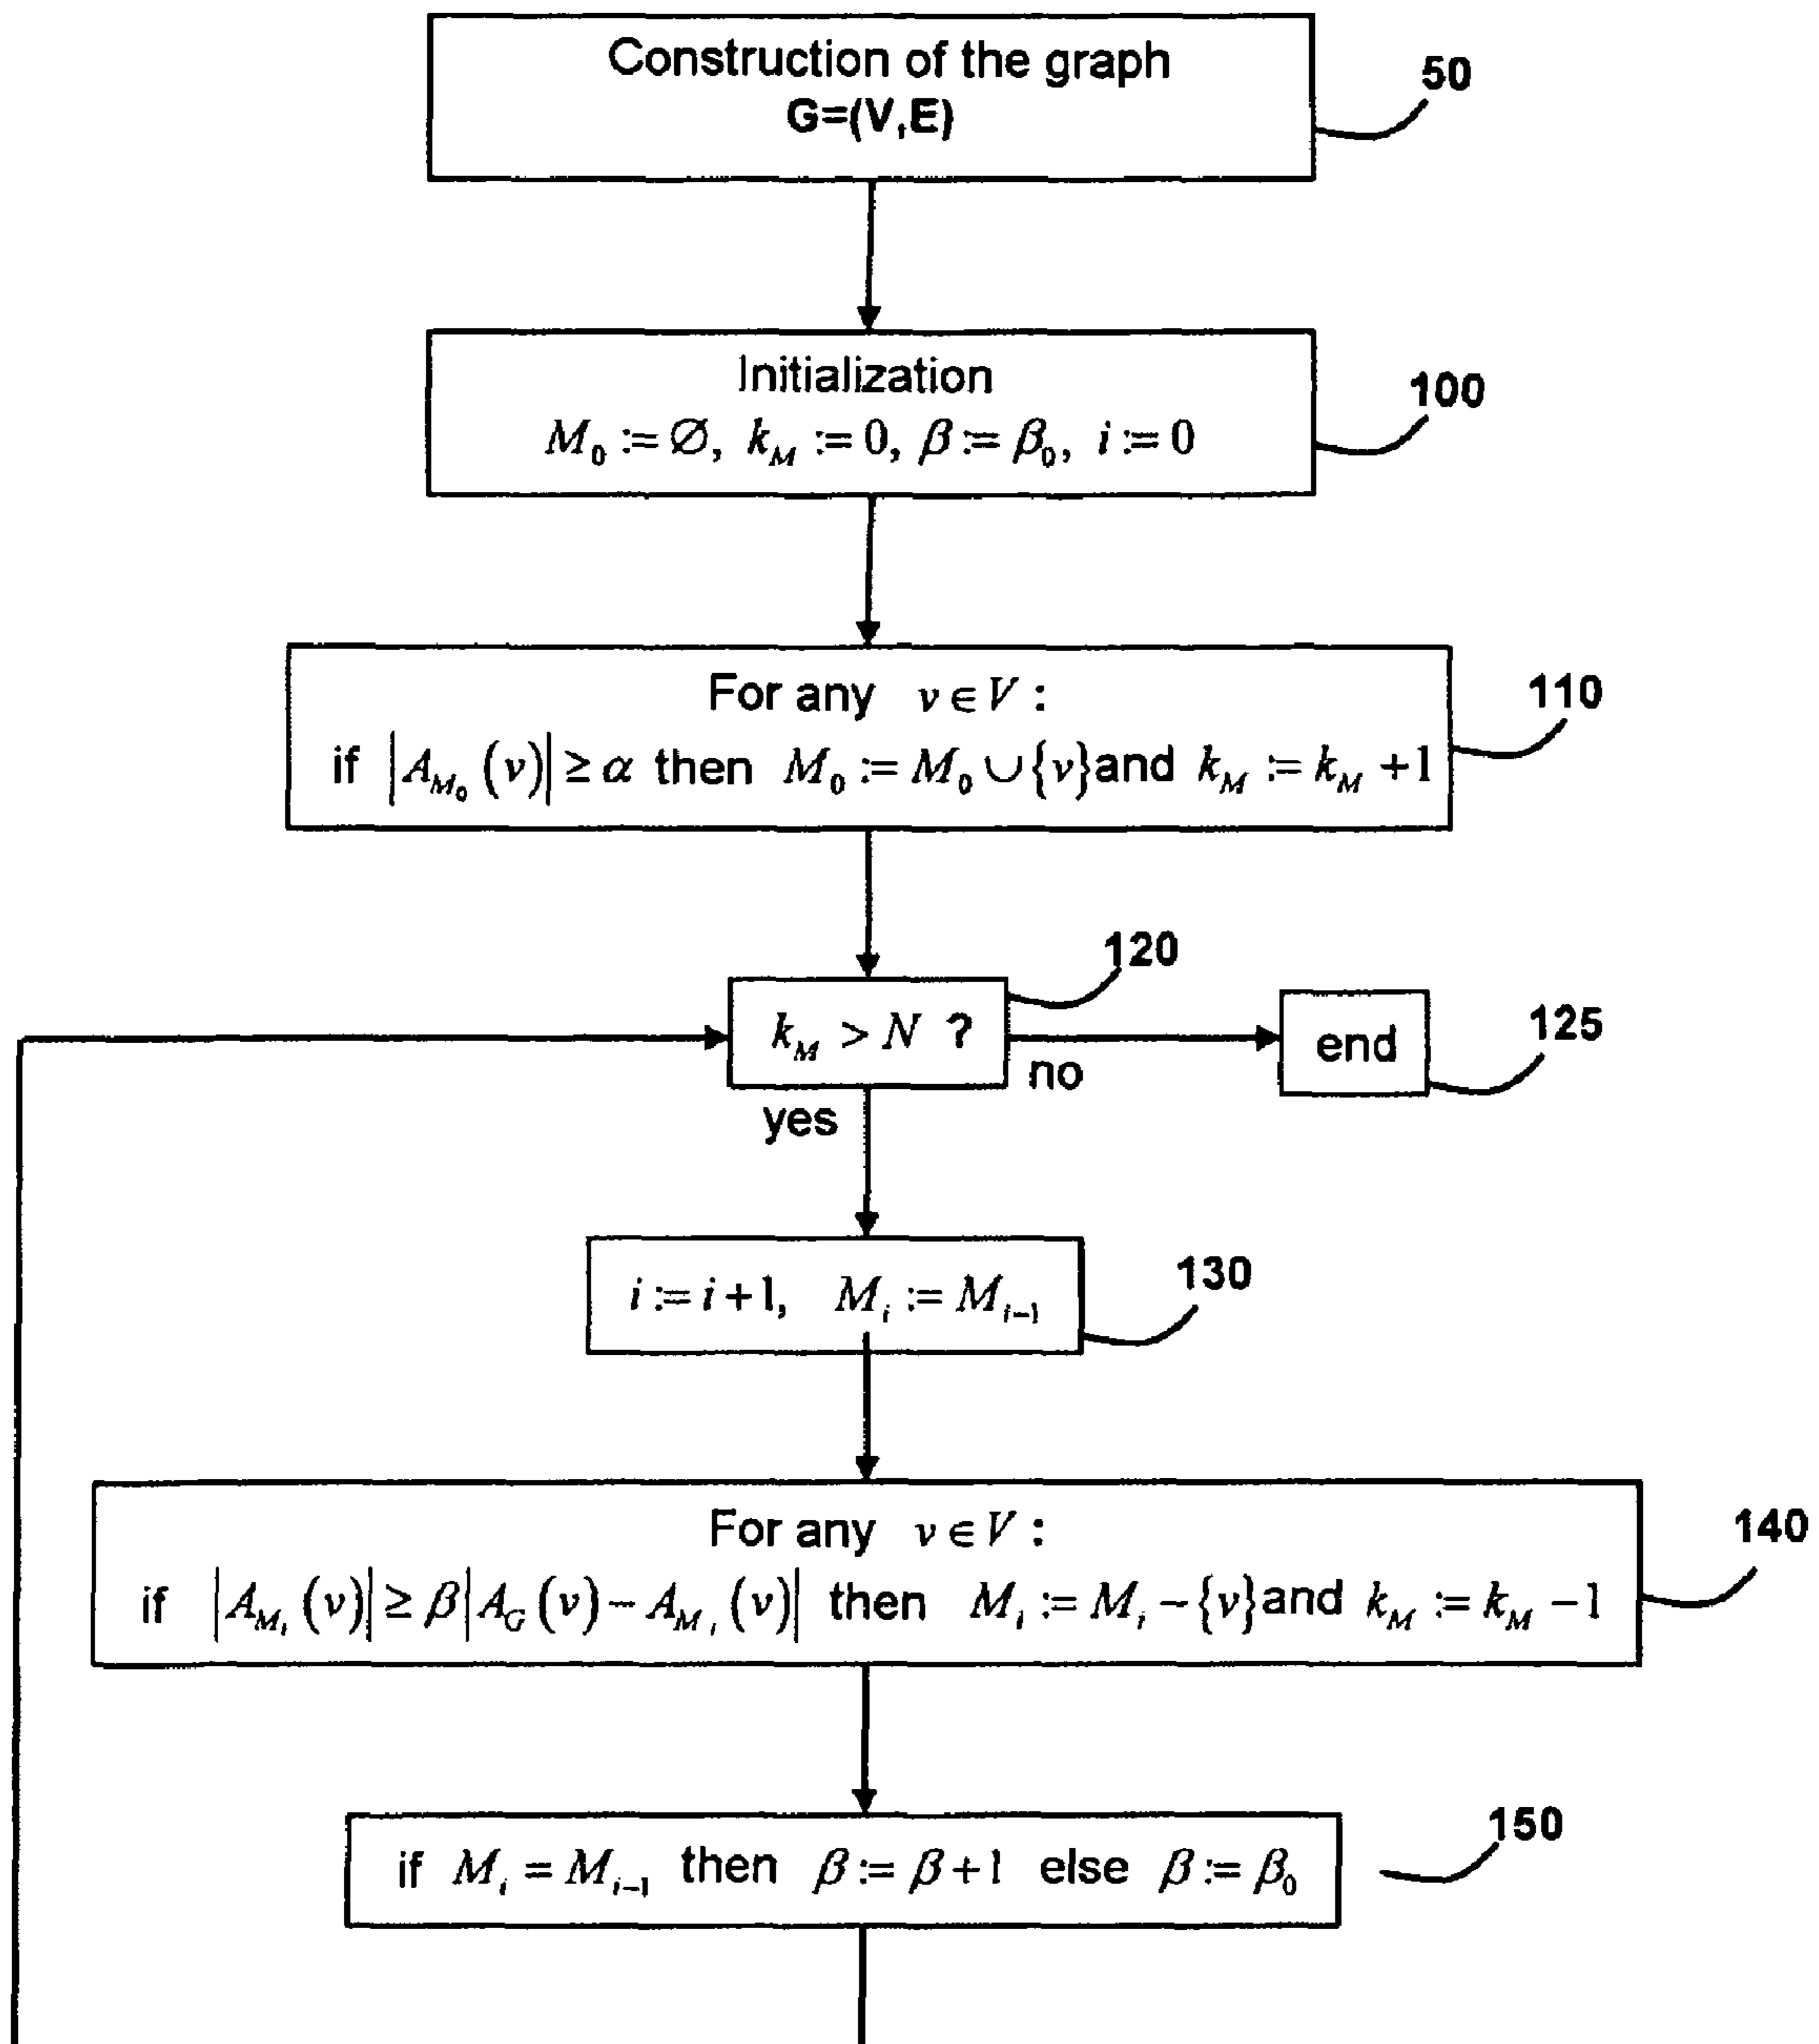 Construction of the graph
G=(V,E)
50
Initialization
M₀ := ∅, k_M := 0, β := β₀, i := 0
100
For any v ∈ V :
if |A_{M₀}(v)| ≥ α then M₀ := M₀ ∪ {v} and k_M := k_M + 1
110
120
k_M > N ?
no
end
125
yes
i := i+1, M_i := M_{i-1}
130
For any v ∈ V :
if |A_{M_i}(v)| ≥ β|A_G(v) − A_{M_i}(v)| then M_i := M_i − {v} and k_M := k_M − 1
140
if M_i = M_{i-1} then β := β+1 else β := β₀
150